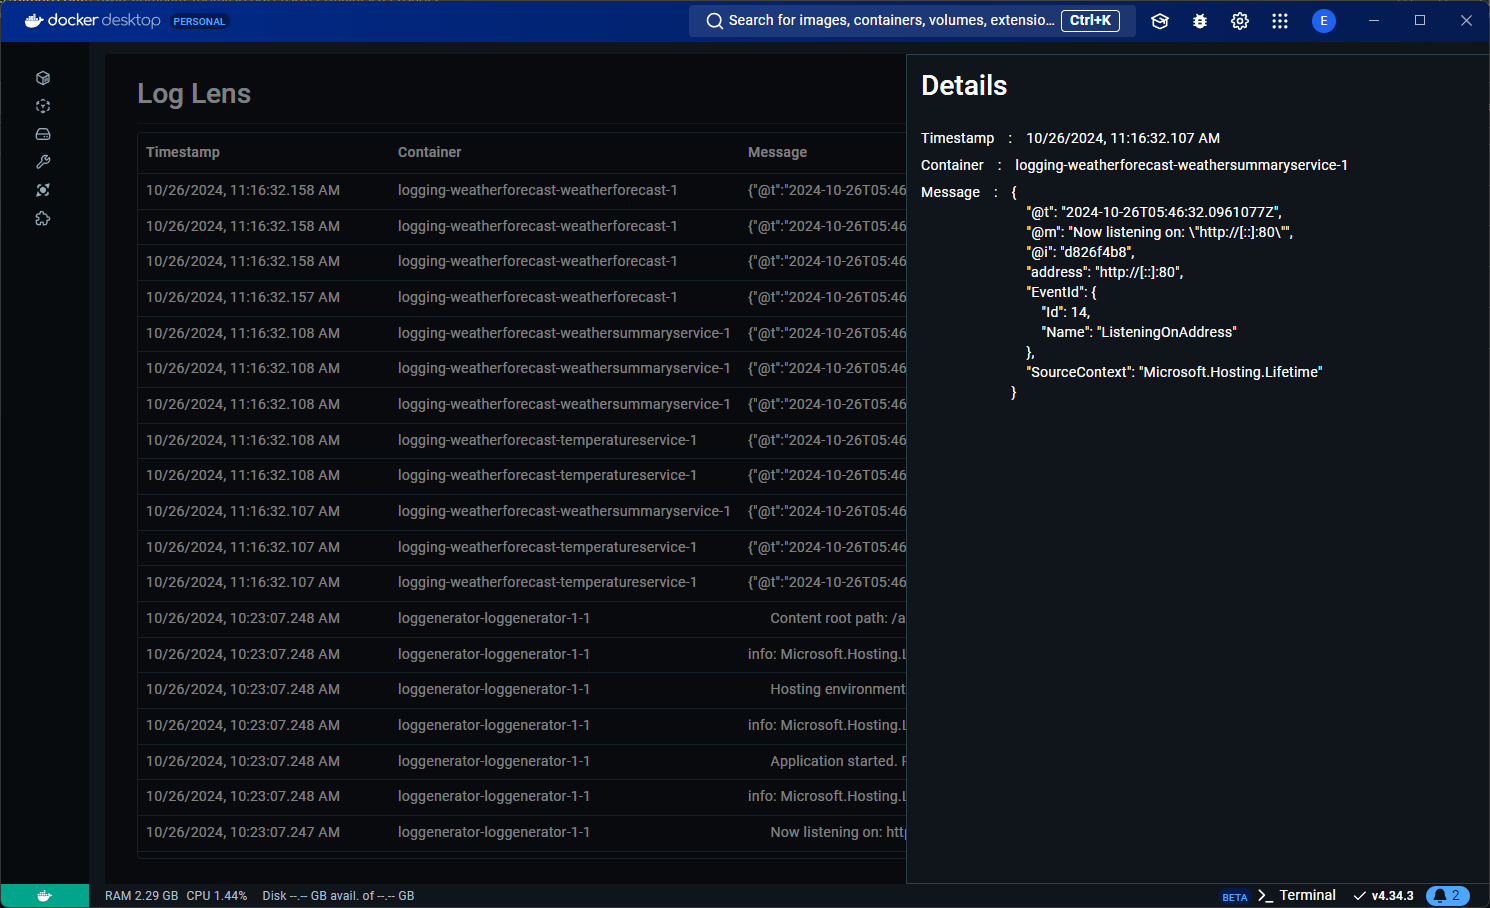 docker desktop PERSONAL
Search for images, containers, volumes, extensio... Ctrl+K
E
Log Lens
Timestamp Container Message
10/26/2024, 11:16:32.158 AM logging-weatherforecast-weatherforecast-1 {"@t":"2024-10-26T05:46
10/26/2024, 11:16:32.158 AM logging-weatherforecast-weatherforecast-1 {"@t":"2024-10-26T05:46
10/26/2024, 11:16:32.158 AM logging-weatherforecast-weatherforecast-1 {"@t":"2024-10-26T05:46
10/26/2024, 11:16:32.157 AM logging-weatherforecast-weatherforecast-1 {"@t":"2024-10-26T05:46
10/26/2024, 11:16:32.108 AM logging-weatherforecast-weathersummaryservice-1 {"@t":"2024-10-26T05:46
10/26/2024, 11:16:32.108 AM logging-weatherforecast-weathersummaryservice-1 {"@t":"2024-10-26T05:46
10/26/2024, 11:16:32.108 AM logging-weatherforecast-weathersummaryservice-1 {"@t":"2024-10-26T05:46
10/26/2024, 11:16:32.108 AM logging-weatherforecast-temperatureservice-1 {"@t":"2024-10-26T05:46
10/26/2024, 11:16:32.108 AM logging-weatherforecast-temperatureservice-1 {"@t":"2024-10-26T05:46
10/26/2024, 11:16:32.107 AM logging-weatherforecast-weathersummaryservice-1 {"@t":"2024-10-26T05:46
10/26/2024, 11:16:32.107 AM logging-weatherforecast-temperatureservice-1 {"@t":"2024-10-26T05:46
10/26/2024, 11:16:32.107 AM logging-weatherforecast-temperatureservice-1 {"@t":"2024-10-26T05:46
10/26/2024, 10:23:07.248 AM loggenerator-loggenerator-1-1 Content root path: /a
10/26/2024, 10:23:07.248 AM loggenerator-loggenerator-1-1 info: Microsoft.Hosting.L
10/26/2024, 10:23:07.248 AM loggenerator-loggenerator-1-1 Hosting environment
10/26/2024, 10:23:07.248 AM loggenerator-loggenerator-1-1 info: Microsoft.Hosting.L
10/26/2024, 10:23:07.248 AM loggenerator-loggenerator-1-1 Application started. P
10/26/2024, 10:23:07.248 AM loggenerator-loggenerator-1-1 info: Microsoft.Hosting.L
10/26/2024, 10:23:07.247 AM loggenerator-loggenerator-1-1 Now listening on: http
Details
Timestamp : 10/26/2024, 11:16:32.107 AM
Container : logging-weatherforecast-weathersummaryservice-1
Message : {
"@t": "2024-10-26T05:46:32.0961077Z",
"@m": "Now listening on: \"http://[::]:80\"",
"@i": "d826f4b8",
"address": "http://[::]:80",
"EventId": {
"Id": 14,
"Name": "ListeningOnAddress"
},
"SourceContext": "Microsoft.Hosting.Lifetime"
}
RAM 2.29 GB CPU 1.44% Disk --.-- GB avail. of --.-- GB
BETA >_ Terminal v4.34.3 2